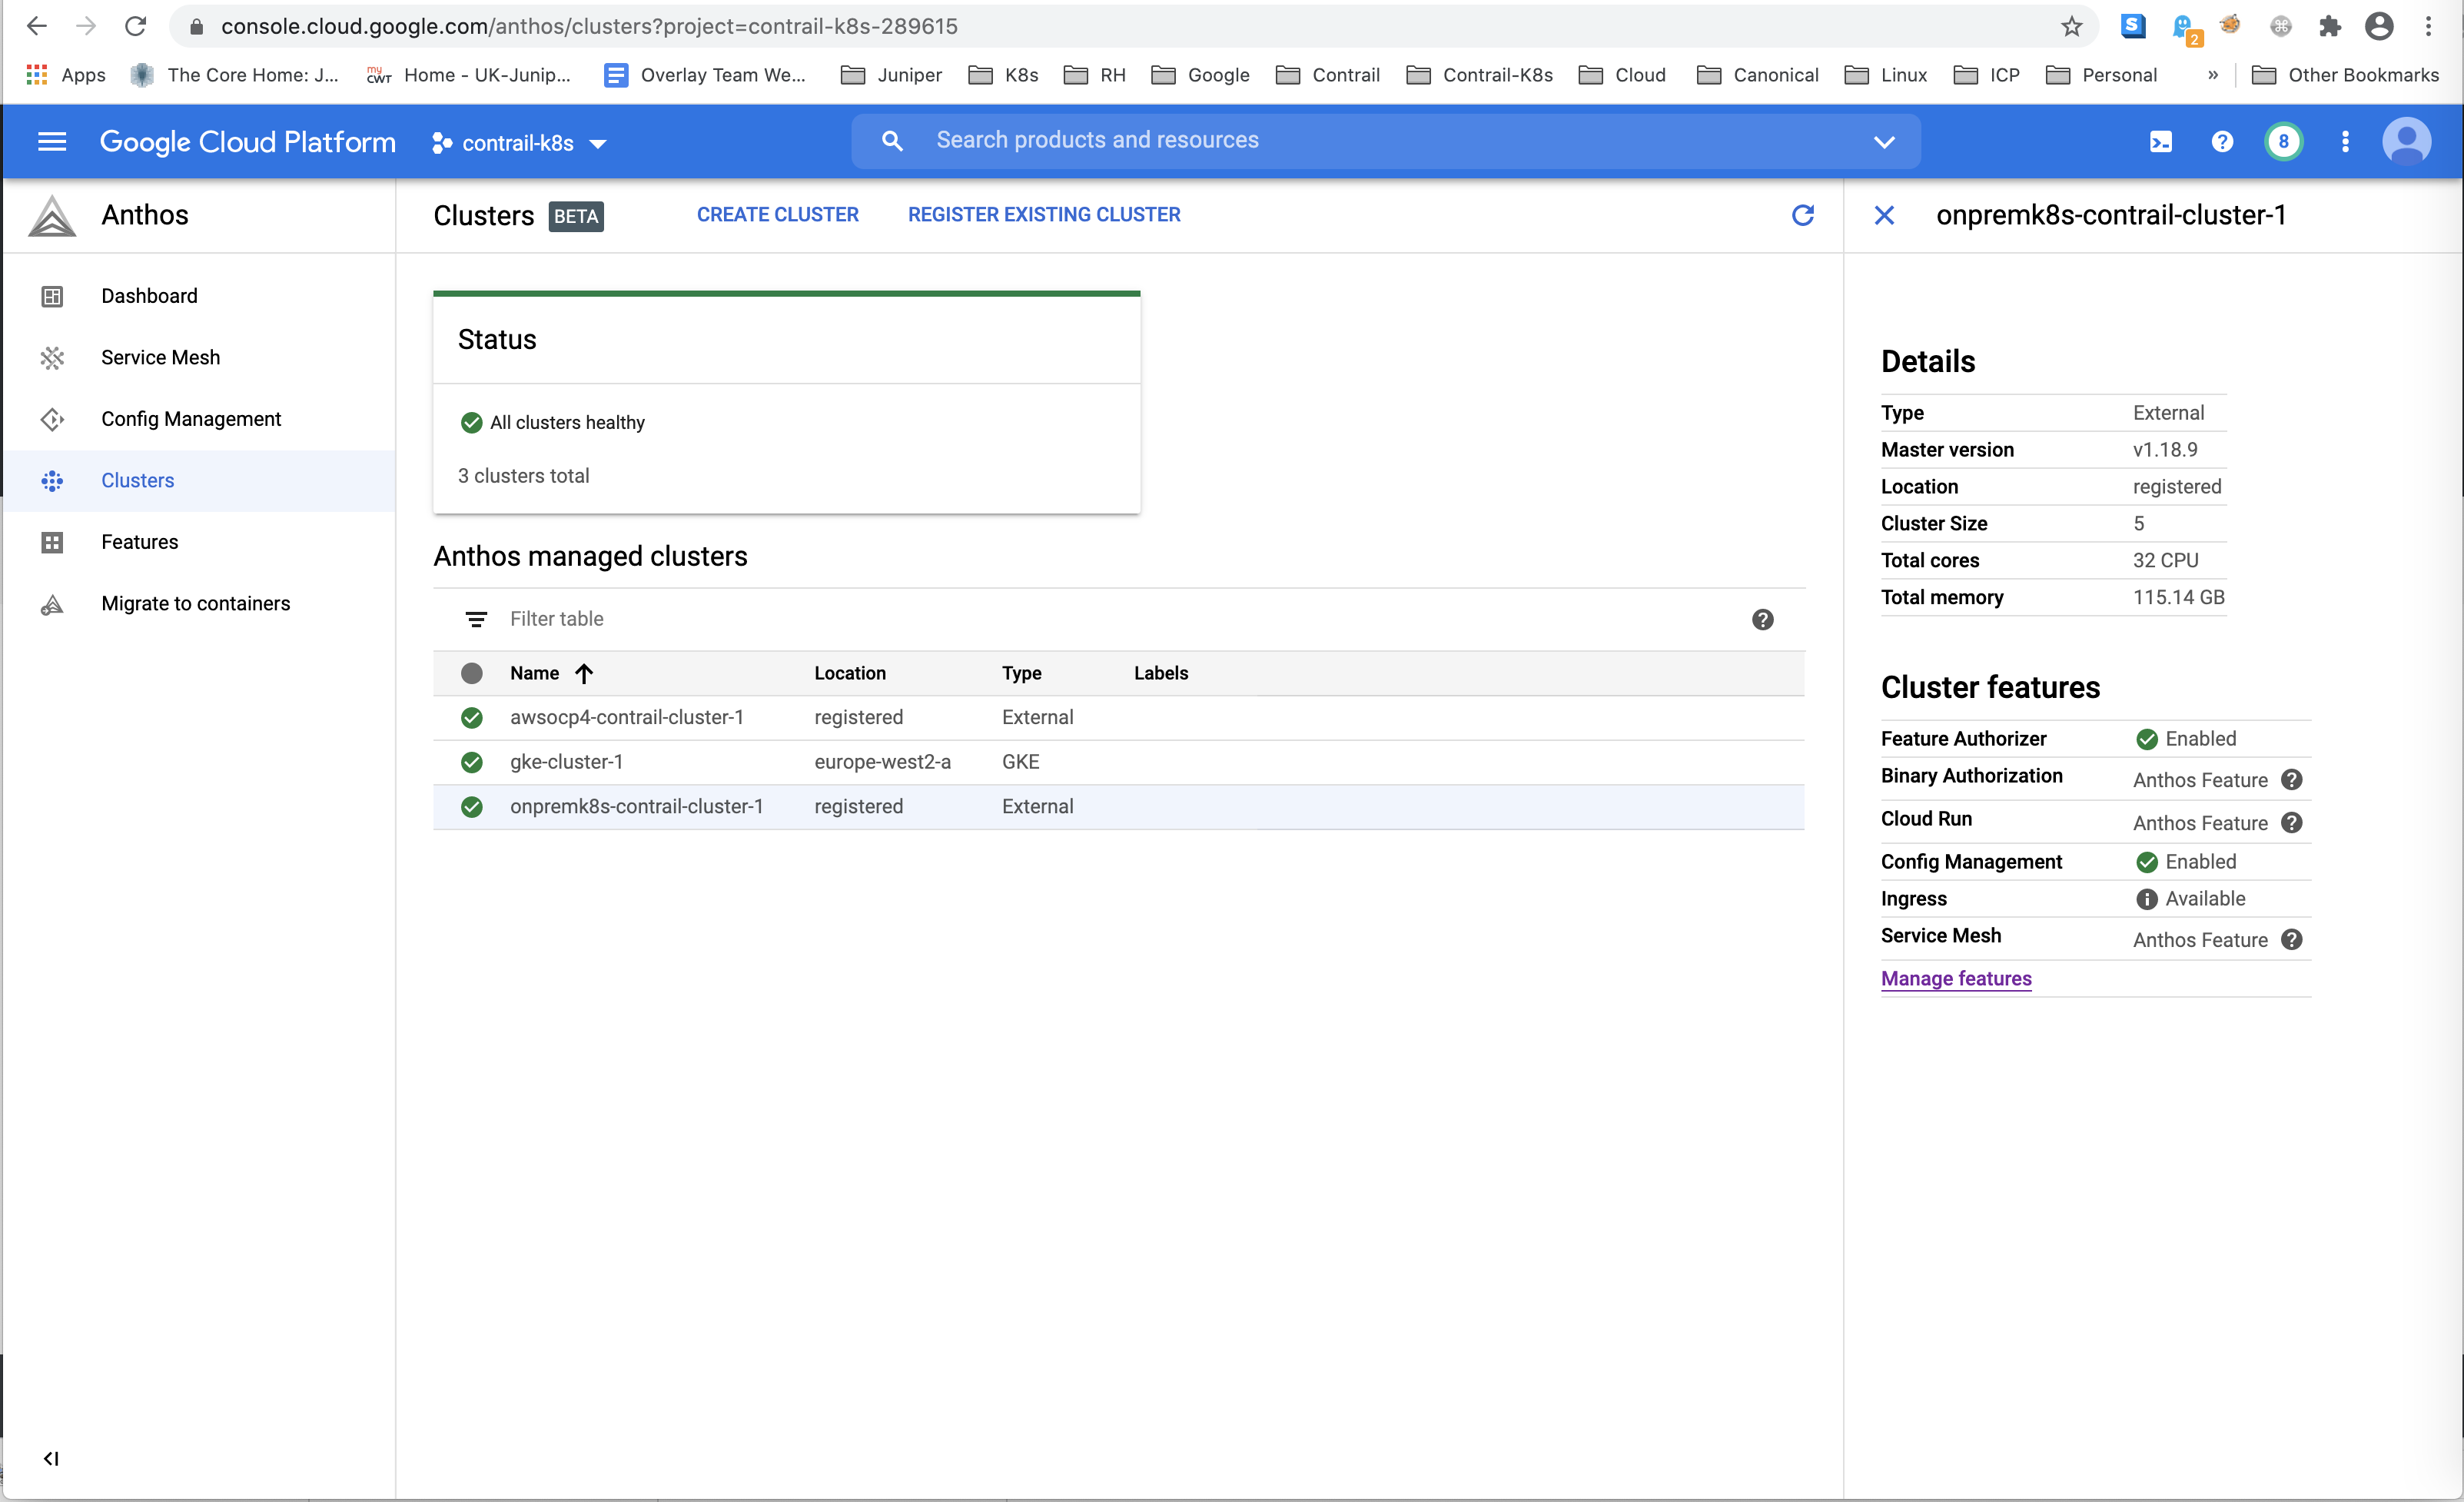 console.cloud.google.com/anthos/clusters?project=contrail-k8s-289615
S
2
Apps
The Core Home: J...
my CWT
Home - UK-Junip...
Overlay Team We...
Juniper
K8s
RH
Google
Contrail
Contrail-K8s
Cloud
Canonical
Linux
ICP
Personal
»
Other Bookmarks
Google Cloud Platform
contrail-k8s
Search products and resources
8
Anthos
Dashboard
Service Mesh
Config Management
Clusters
Features
Migrate to containers
Clusters BETA
CREATE CLUSTER
REGISTER EXISTING CLUSTER
Status
All clusters healthy
3 clusters total
Anthos managed clusters
Filter table
Name Location Type Labels
awsocp4-contrail-cluster-1 registered External
gke-cluster-1 europe-west2-a GKE
onpremk8s-contrail-cluster-1 registered External
onpremk8s-contrail-cluster-1
Details
Type External
Master version v1.18.9
Location registered
Cluster Size 5
Total cores 32 CPU
Total memory 115.14 GB
Cluster features
Feature Authorizer Enabled
Binary Authorization Anthos Feature
Cloud Run Anthos Feature
Config Management Enabled
Ingress Available
Service Mesh Anthos Feature
Manage features